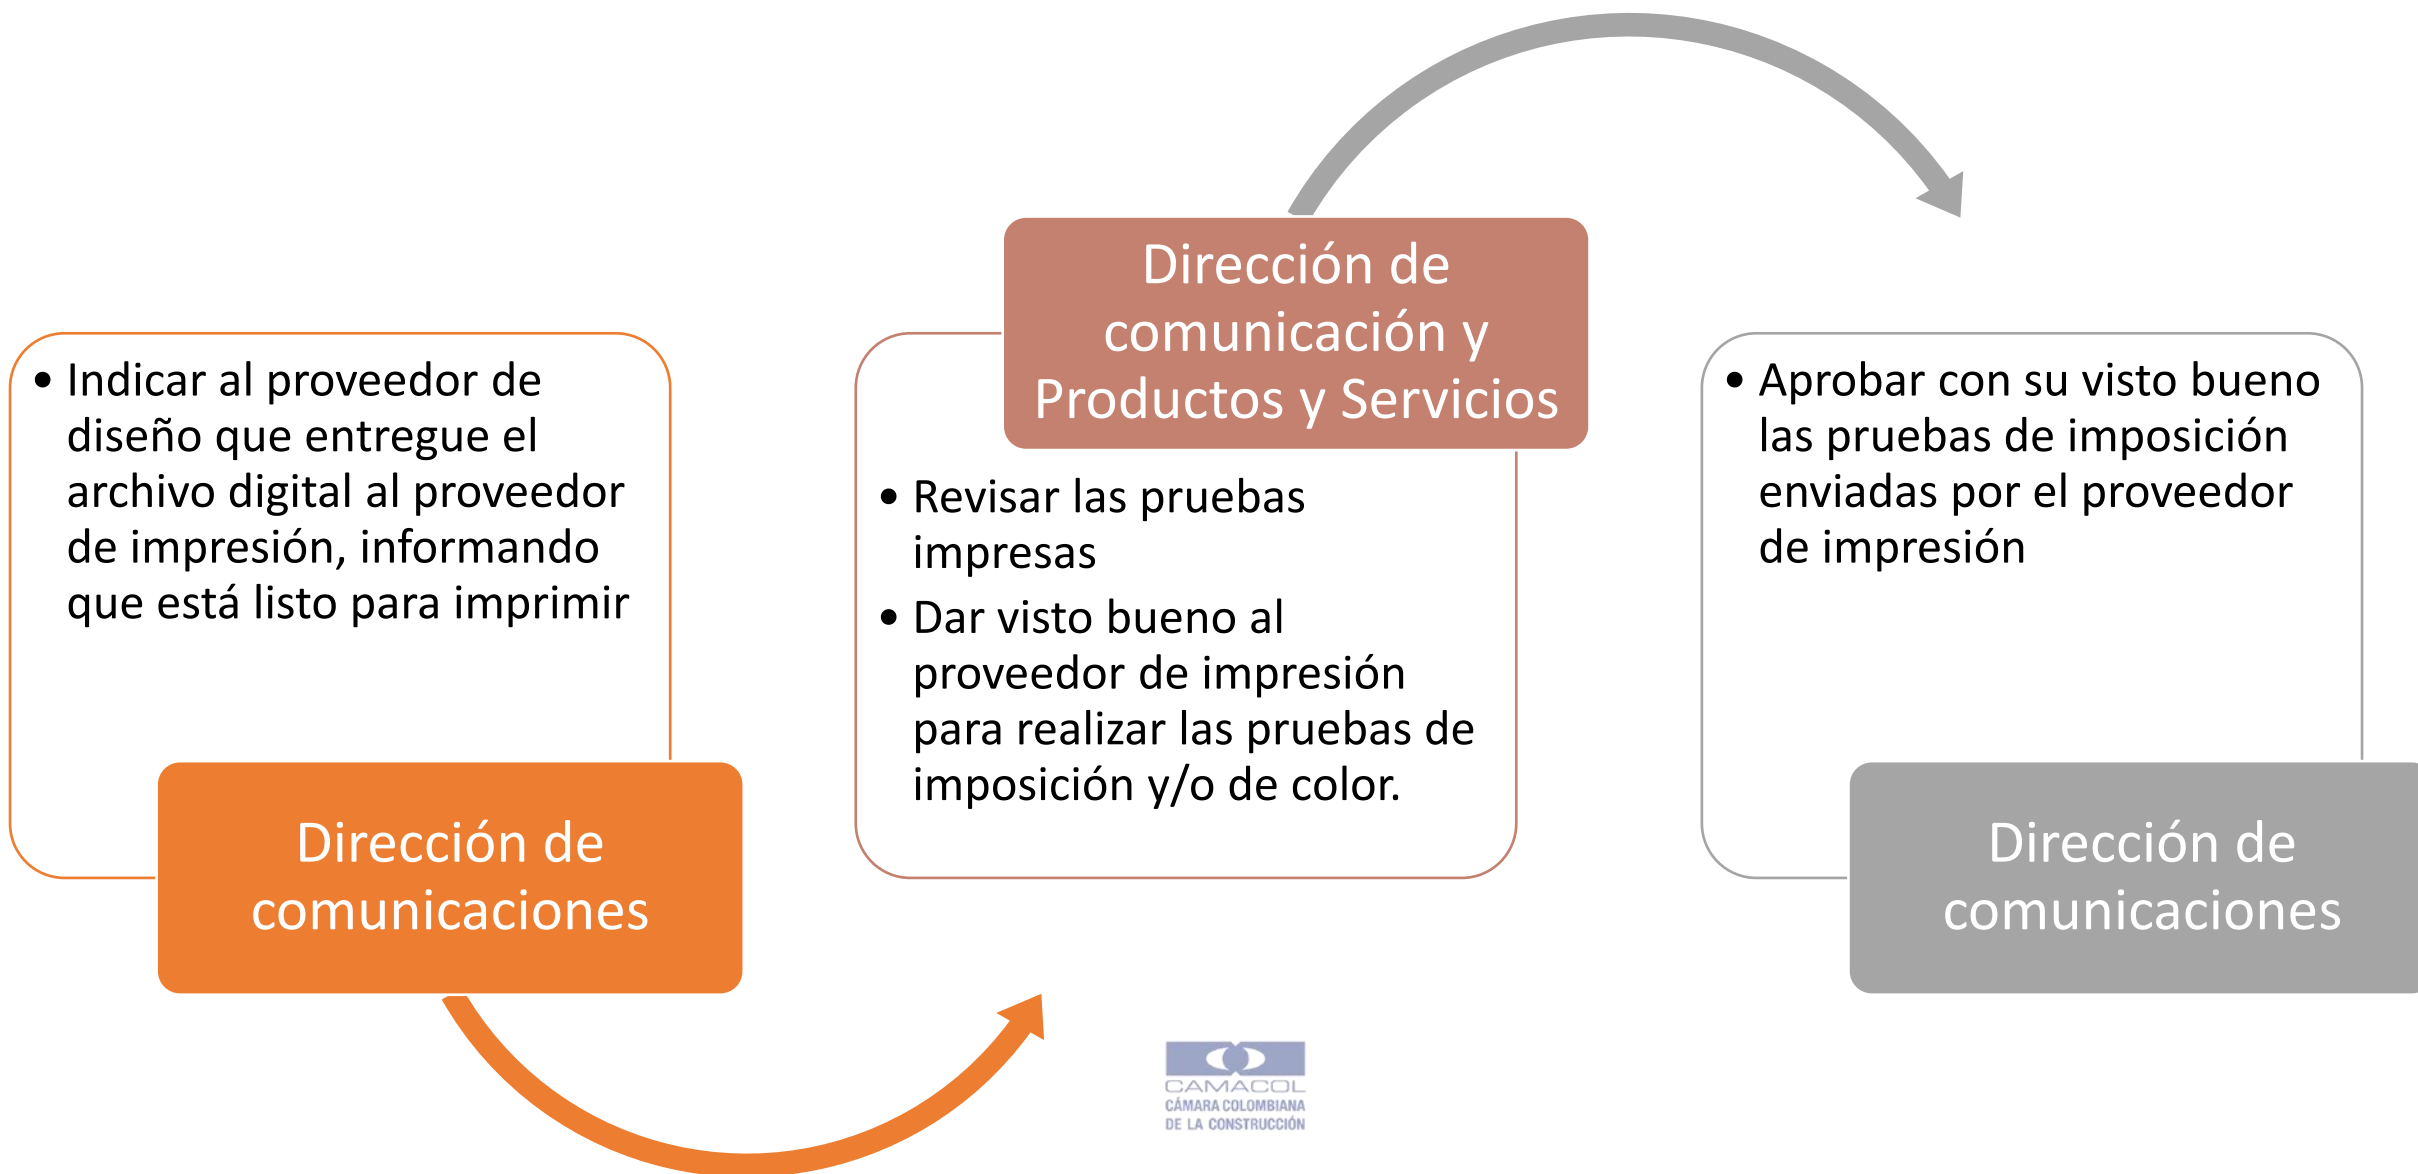 • Indicar al proveedor de
diseño que entregue el
archivo digital al proveedor
de impresión, informando
que está listo para imprimir
Dirección de
comunicaciones
Dirección de
comunicación y
Productos y Servicios
• Revisar las pruebas
impresas
• Dar visto bueno al
proveedor de impresión
para realizar las pruebas de
imposición y/o de color.
• Aprobar con su visto bueno
las pruebas de imposición
enviadas por el proveedor
de impresión
Dirección de
comunicaciones
CAMACOL
CÁMARA COLOMBIANA
DE LA CONSTRUCCIÓN